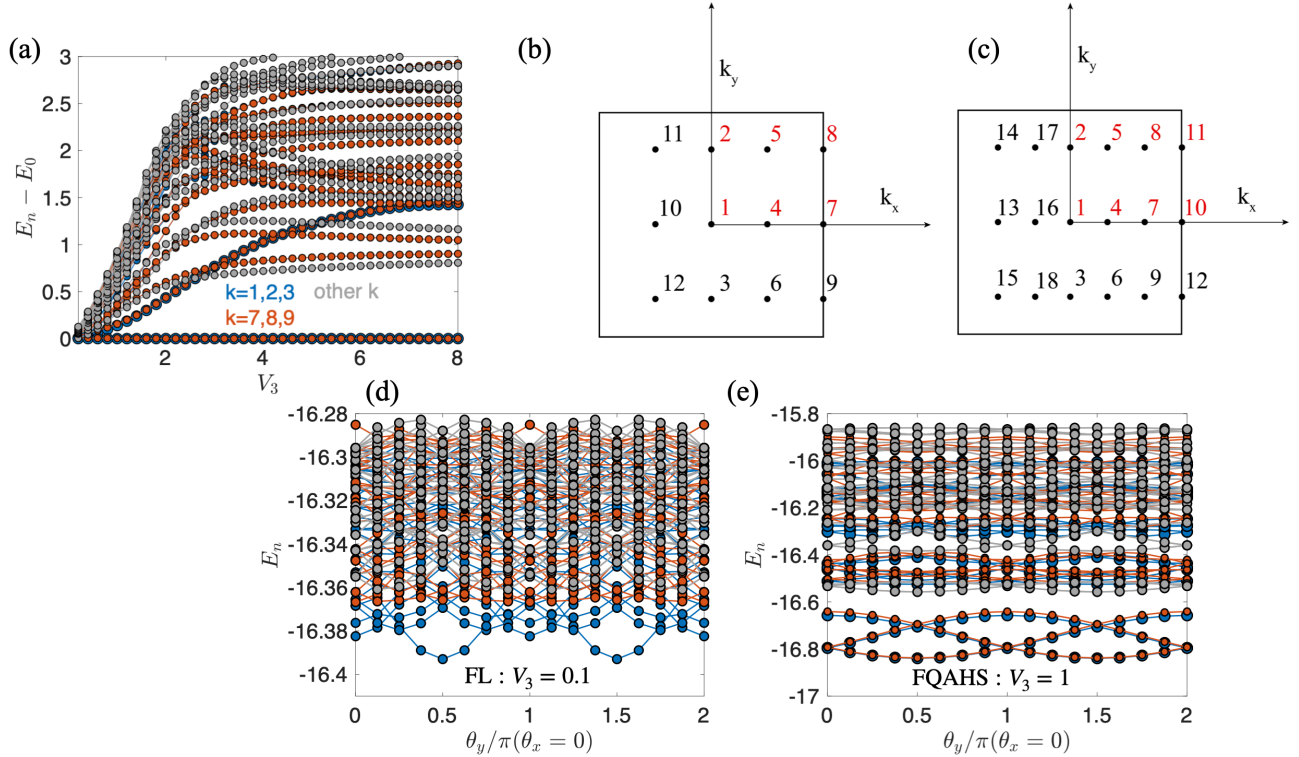 (a)
3
2.5
2
1.5
1
0.5
0
E_n − E_0
k=1,2,3 other k
k=7,8,9
2 4 6 8
V_3
(b)
k_y
11 2 5 8
10 1 4 7
k_x
12 3 6 9
(c)
k_y
14 17 2 5 8 11
13 16 1 4 7 10
k_x
15 18 3 6 9 12
(d)
-16.28
-16.3
-16.32
-16.34
-16.36
-16.38
-16.4
E_n
FL : V_3 = 0.1
0 0.5 1 1.5 2
θ_y/π(θ_x = 0)
(e)
-15.8
-16
-16.2
-16.4
-16.6
-16.8
-17
E_n
FQAHS : V_3 = 1
0 0.5 1 1.5 2
θ_y/π(θ_x = 0)